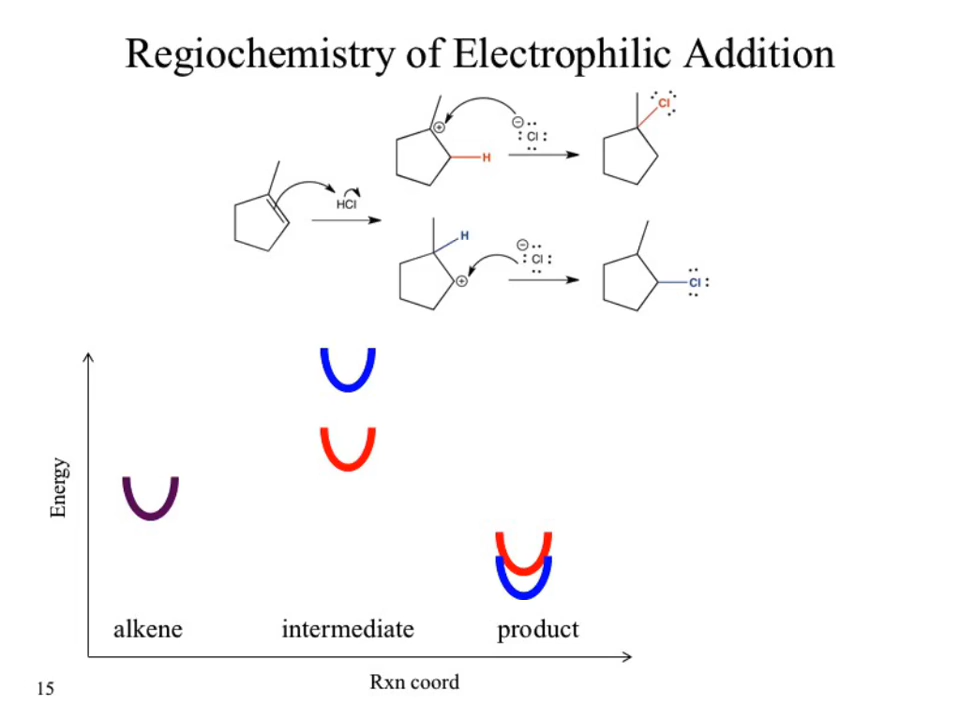 Regiochemistry of Electrophilic Addition
Cl
Cl
H
HCl
H
Cl
Cl
Energy
alkene intermediate product
Rxn coord
15